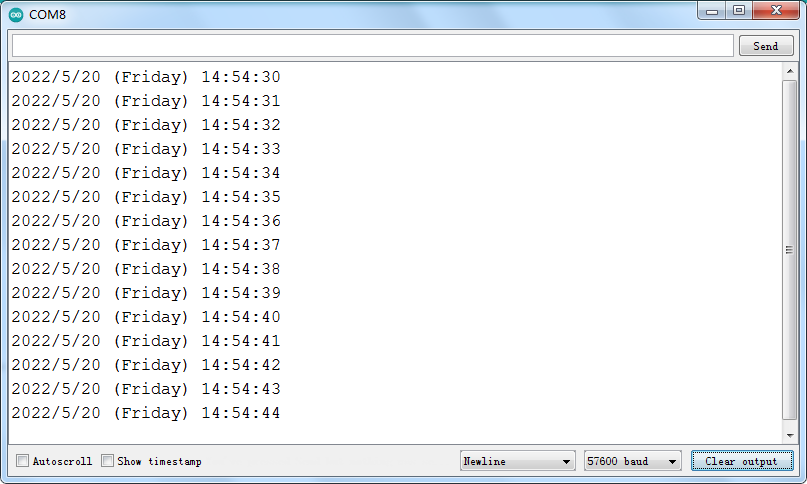 COM8
Send
2022/5/20 (Friday) 14:54:30
2022/5/20 (Friday) 14:54:31
2022/5/20 (Friday) 14:54:32
2022/5/20 (Friday) 14:54:33
2022/5/20 (Friday) 14:54:34
2022/5/20 (Friday) 14:54:35
2022/5/20 (Friday) 14:54:36
2022/5/20 (Friday) 14:54:37
2022/5/20 (Friday) 14:54:38
2022/5/20 (Friday) 14:54:39
2022/5/20 (Friday) 14:54:40
2022/5/20 (Friday) 14:54:41
2022/5/20 (Friday) 14:54:42
2022/5/20 (Friday) 14:54:43
2022/5/20 (Friday) 14:54:44
Autoscroll Show timestamp Newline 57600 baud Clear output